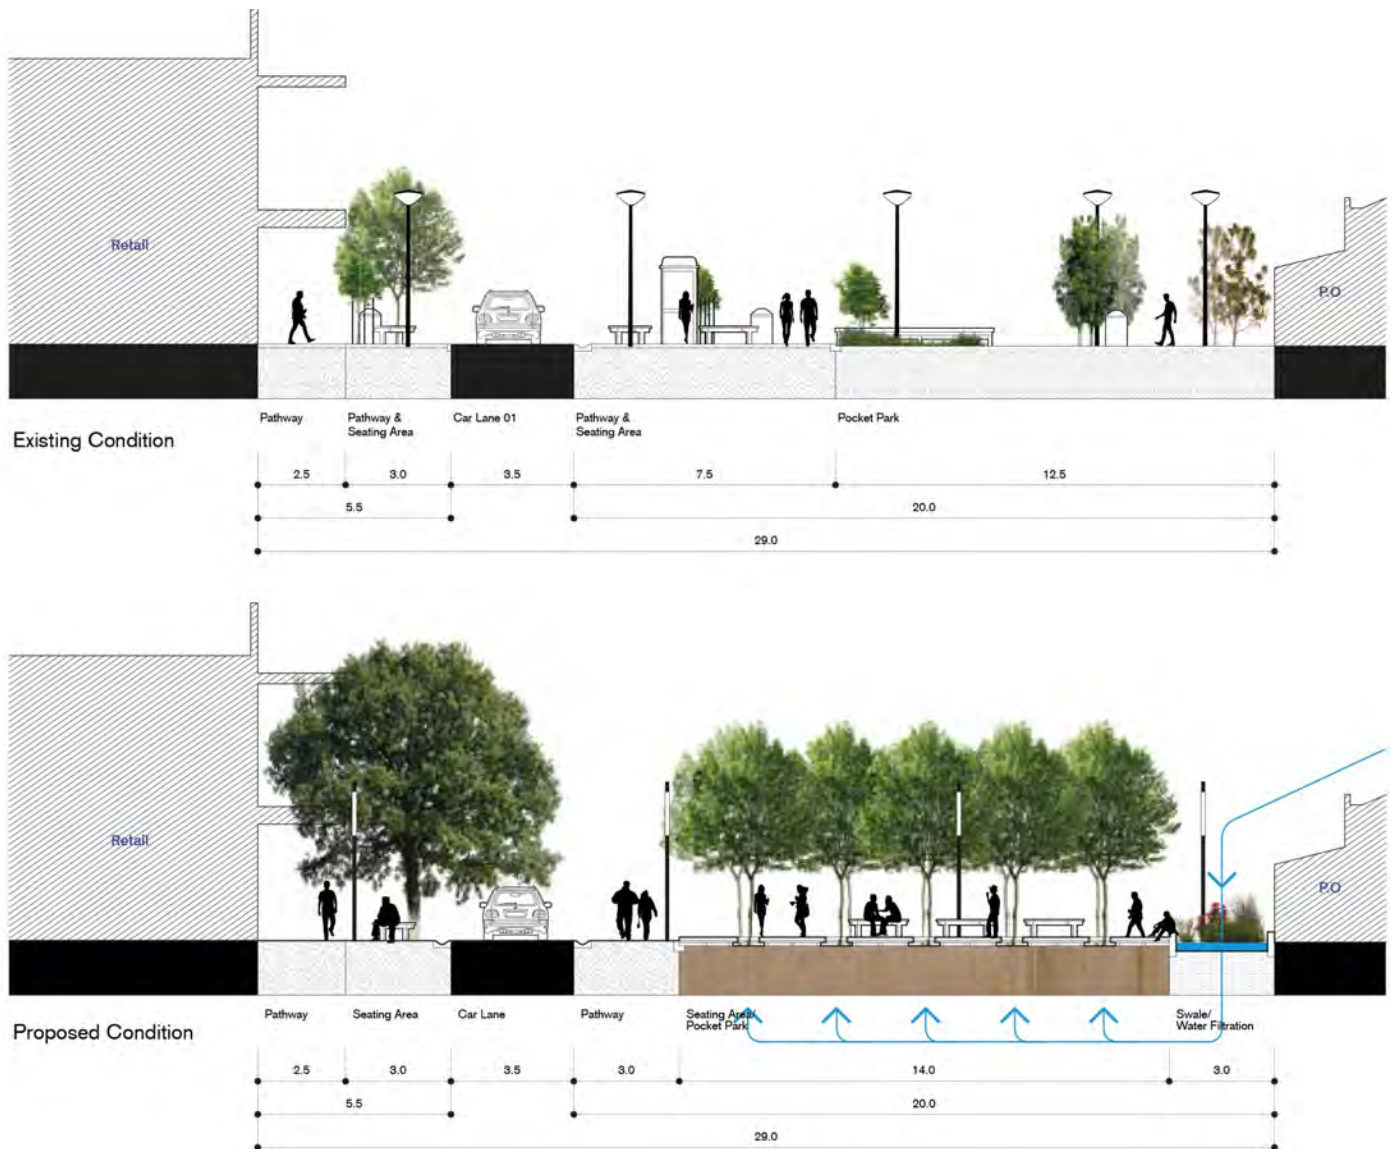 Retail
P.O
Pathway
Pathway &
Seating Area
Car Lane 01
Pathway &
Seating Area
Pocket Park
Existing Condition
2.5
3.0
3.5
7.5
12.5
5.5
20.0
29.0
Retail
P.O
Pathway
Seating Area
Car Lane
Pathway
Seating Area/
Pocket Park
Swale/
Water Filtration
Proposed Condition
2.5
3.0
3.5
3.0
14.0
3.0
5.5
20.0
29.0